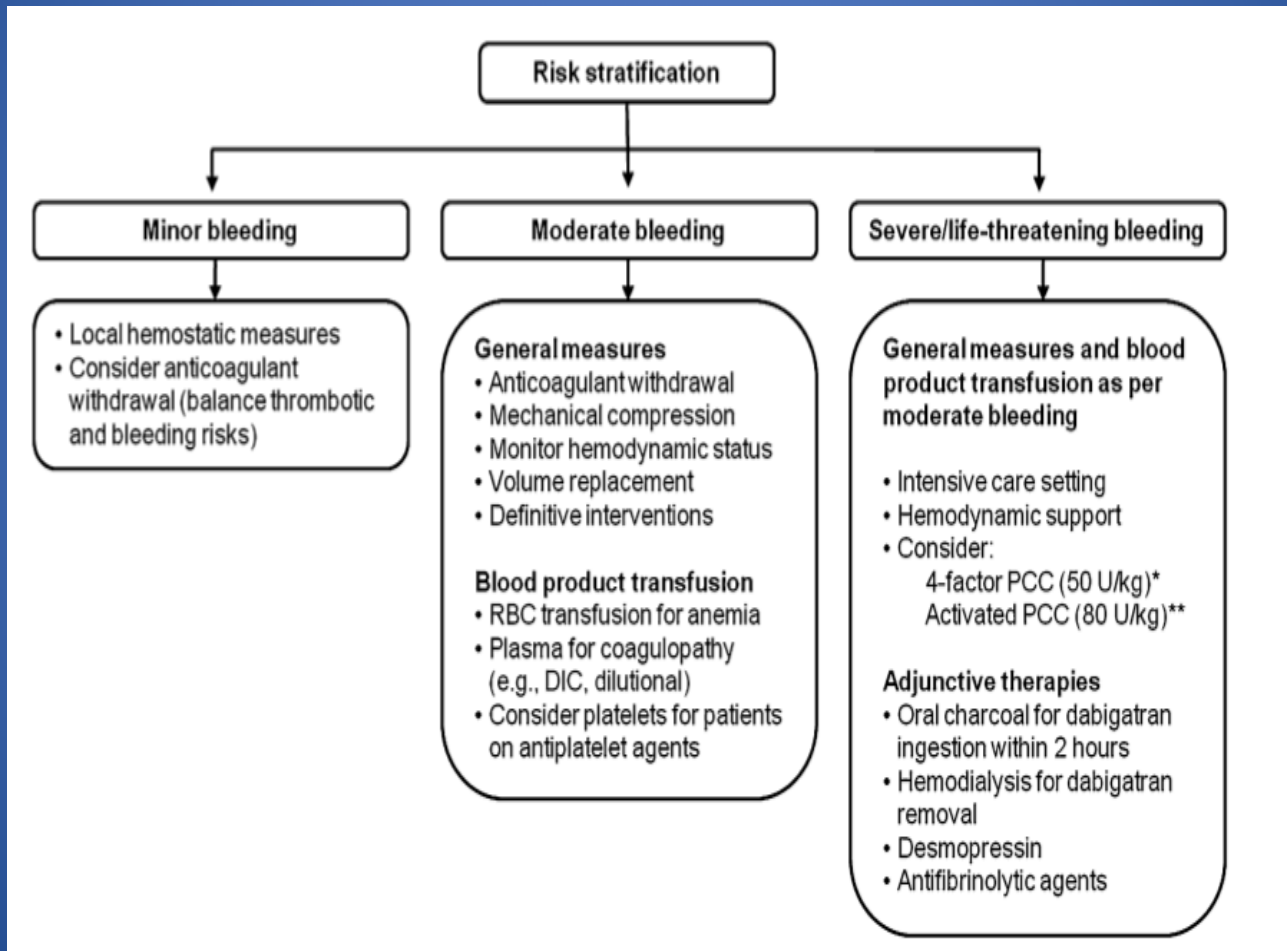 Risk stratification
Minor bleeding
• Local hemostatic measures
• Consider anticoagulant
withdrawal (balance thrombotic
and bleeding risks)
Moderate bleeding
General measures
• Anticoagulant withdrawal
• Mechanical compression
• Monitor hemodynamic status
• Volume replacement
• Definitive interventions
Blood product transfusion
• RBC transfusion for anemia
• Plasma for coagulopathy
(e.g., DIC, dilutional)
• Consider platelets for patients
on antiplatelet agents
Severe/life-threatening bleeding
General measures and blood
product transfusion as per
moderate bleeding
• Intensive care setting
• Hemodynamic support
• Consider:
4-factor PCC (50 U/kg)*
Activated PCC (80 U/kg)**
Adjunctive therapies
• Oral charcoal for dabigatran
ingestion within 2 hours
• Hemodialysis for dabigatran
removal
• Desmopressin
• Antifibrinolytic agents